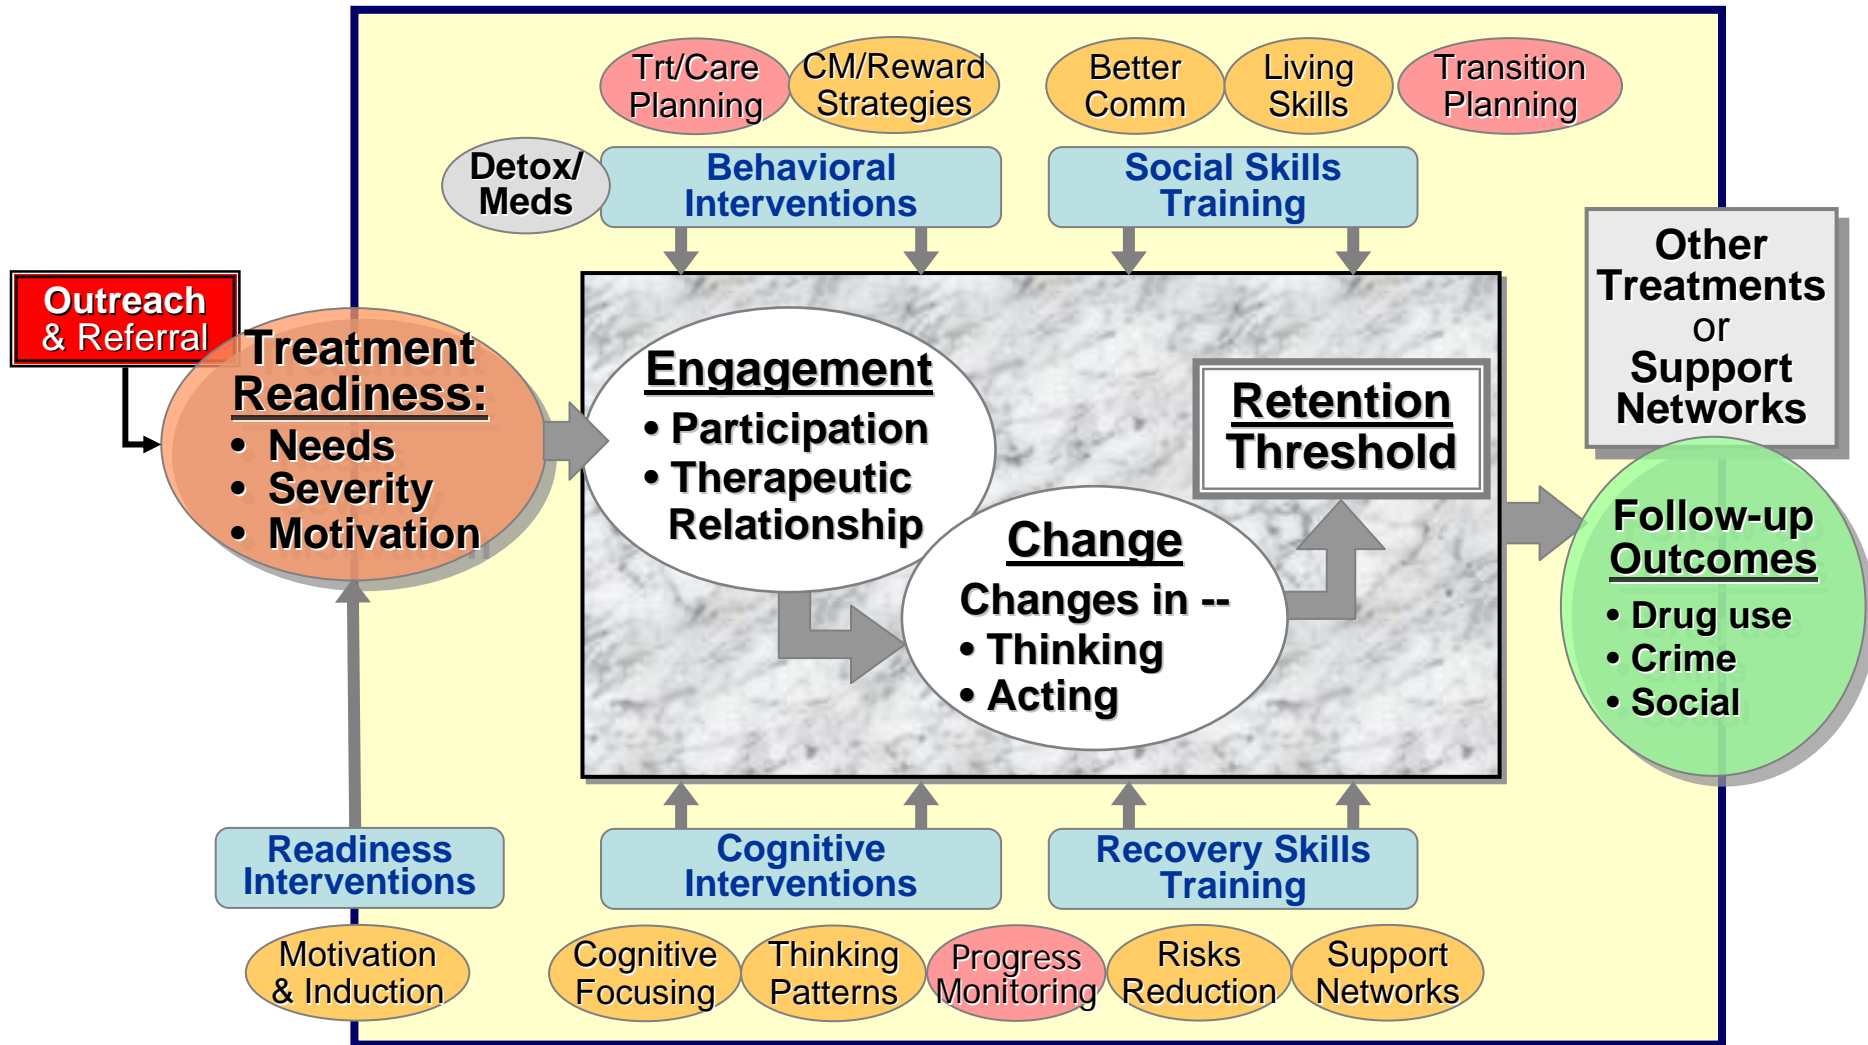 Trt/Care
Planning
CM/Reward
Strategies
Better
Comm
Living
Skills
Transition
Planning
Detox/
Meds
Behavioral
Interventions
Social Skills
Training
Outreach
& Referral
Treatment
Readiness:
• Needs
• Severity
• Motivation
Engagement
• Participation
• Therapeutic
Relationship
Change
Changes in --
• Thinking
• Acting
Retention
Threshold
Other
Treatments
or
Support
Networks
Follow-up
Outcomes
• Drug use
• Crime
• Social
Readiness
Interventions
Cognitive
Interventions
Recovery Skills
Training
Motivation
& Induction
Cognitive
Focusing
Thinking
Patterns
Progress
Monitoring
Risks
Reduction
Support
Networks